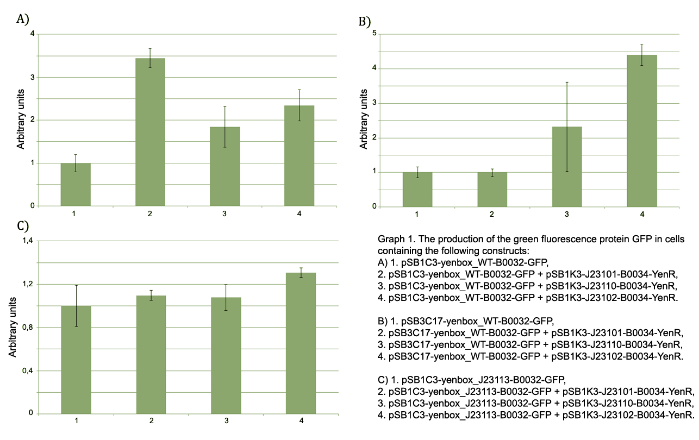 A)
4
3
2
1
0
Arbitrary units
1 2 3 4
B)
5
4
3
2
1
0
Arbitrary units
1 2 3 4
C)
1,4
1,2
1,0
0,8
0,6
0,4
0,2
0,0
Arbitrary units
1 2 3 4
Graph 1. The production of the green fluorescence protein GFP in cells
containing the following constructs:
A) 1. pSB1C3-yenbox_WT-B0032-GFP,
2. pSB1C3-yenbox_WT-B0032-GFP + pSB1K3-J23101-B0034-YenR,
3. pSB1C3-yenbox_WT-B0032-GFP + pSB1K3-J23110-B0034-YenR,
4. pSB1C3-yenbox_WT-B0032-GFP + pSB1K3-J23102-B0034-YenR.
B) 1. pSB3C17-yenbox_WT-B0032-GFP,
2. pSB3C17-yenbox_WT-B0032-GFP + pSB1K3-J23101-B0034-YenR,
3. pSB3C17-yenbox_WT-B0032-GFP + pSB1K3-J23110-B0034-YenR,
4. pSB3C17-yenbox_WT-B0032-GFP + pSB1K3-J23102-B0034-YenR.
C) 1. pSB1C3-yenbox_J23113-B0032-GFP,
2. pSB1C3-yenbox_J23113-B0032-GFP + pSB1K3-J23101-B0034-YenR,
3. pSB1C3-yenbox_J23113-B0032-GFP + pSB1K3-J23110-B0034-YenR,
4. pSB1C3-yenbox_J23113-B0032-GFP + pSB1K3-J23102-B0034-YenR.